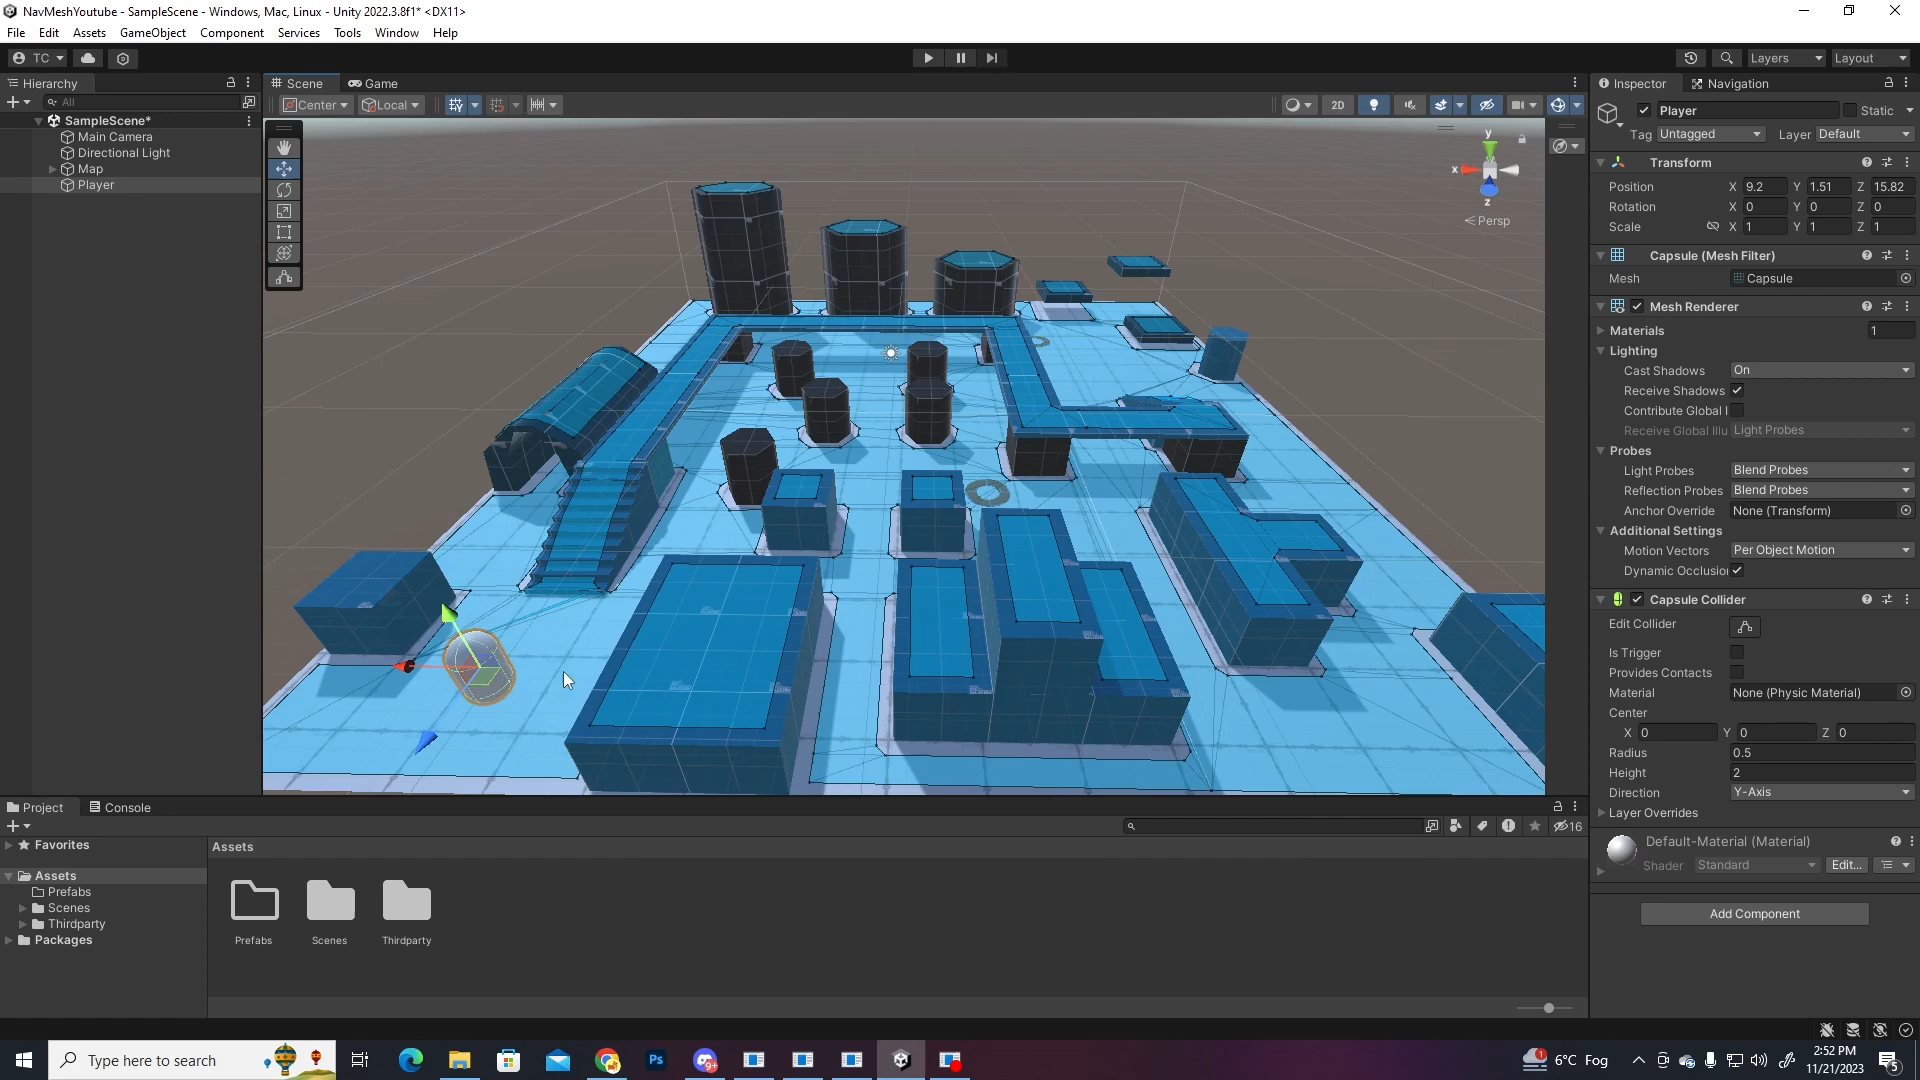 NavMeshYoutube - SampleScene - Windows, Mac, Linux - Unity 2022.3.8f1* <DX11>
File Edit Assets GameObject Component Services Tools Window Help
TC
Layers Layout
Hierarchy
All
SampleScene*
Main Camera
Directional Light
Map
Player
Scene Game
Center Local
2D
y
x
z
Persp
Inspector Navigation
Player Static
Tag Untagged Layer Default
Transform
Position X 9.2 Y 1.51 Z 15.82
Rotation X 0 Y 0 Z 0
Scale X 1 Y 1 Z 1
Capsule (Mesh Filter)
Mesh Capsule
Mesh Renderer
Materials 1
Lighting
Cast Shadows On
Receive Shadows
Contribute Global I
Receive Global Illu Light Probes
Probes
Light Probes Blend Probes
Reflection Probes Blend Probes
Anchor Override None (Transform)
Additional Settings
Motion Vectors Per Object Motion
Dynamic Occlusio
Capsule Collider
Edit Collider
Is Trigger
Provides Contacts
Material None (Physic Material)
Center
X 0 Y 0 Z 0
Radius 0.5
Height 2
Direction Y-Axis
Layer Overrides
Default-Material (Material)
Shader Standard Edit...
Add Component
Project Console
16
Favorites
Assets
Prefabs
Scenes
Thirdparty
Packages
Assets
Prefabs Scenes Thirdparty
Type here to search
Ps
9+
1
6°C Fog
2:52 PM
11/21/2023
5